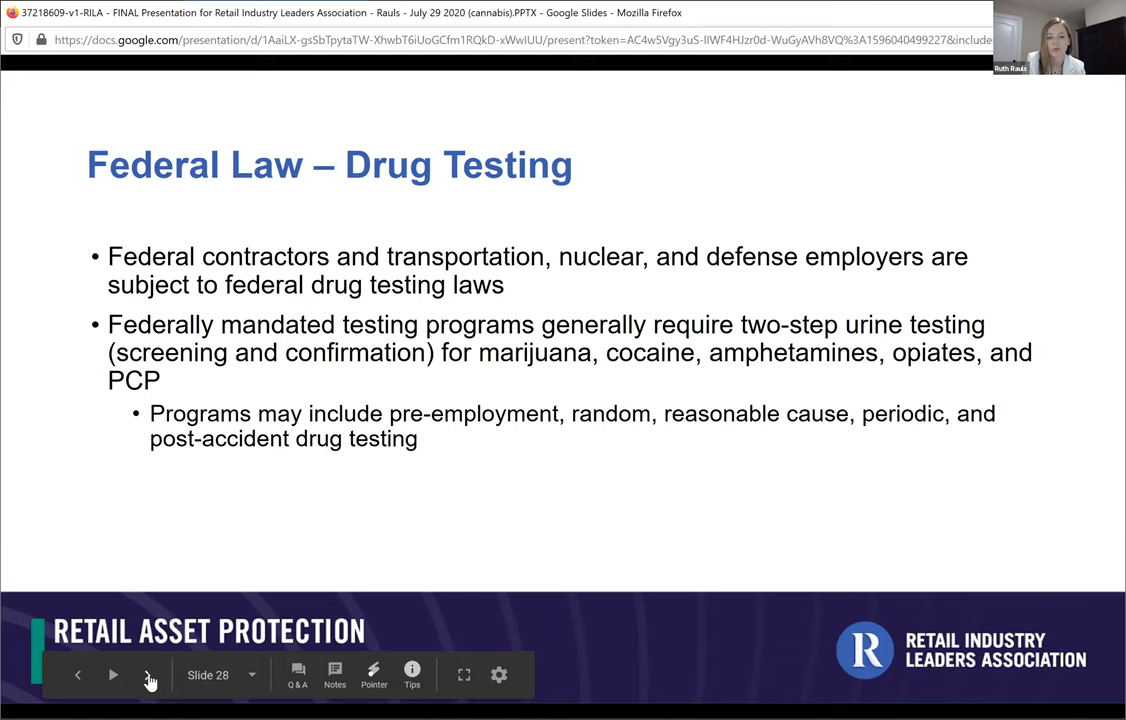 37218609-v1-RILA - FINAL Presentation for Retail Industry Leaders Association - Rauls - July 29 2020 (cannabis).PPTX - Google Slides - Mozilla Firefox
https://docs.google.com/presentation/d/1AaiLX-gsSbTpytaTW-XhwbT6iUoGCfm1RQkD-xWwIUU/present?token=AC4w5Vgy3uS-lIWF4HJzr0d-WuGyAVh8VQ%3A1596040499227&include
Ruth Rauls
Federal Law – Drug Testing
• Federal contractors and transportation, nuclear, and defense employers are
subject to federal drug testing laws
• Federally mandated testing programs generally require two-step urine testing
(screening and confirmation) for marijuana, cocaine, amphetamines, opiates, and
PCP
• Programs may include pre-employment, random, reasonable cause, periodic, and
post-accident drug testing
RETAIL ASSET PROTECTION
R RETAIL INDUSTRY
LEADERS ASSOCIATION
Slide 28
Q & A Notes Pointer Tips